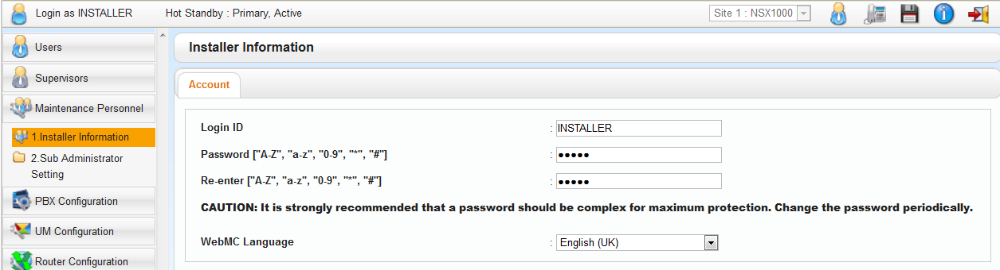 Login as INSTALLER Hot Standby : Primary, Active Site 1 : NSX1000
Users
Supervisors
Maintenance Personnel
1.Installer Information
2.Sub Administrator
Setting
PBX Configuration
UM Configuration
Router Configuration
Installer Information
Account
Login ID : INSTALLER
Password ["A-Z", "a-z", "0-9", "*", "#"] : •••••
Re-enter ["A-Z", "a-z", "0-9", "*", "#"] : •••••
CAUTION: It is strongly recommended that a password should be complex for maximum protection. Change the password periodically.
WebMC Language : English (UK)